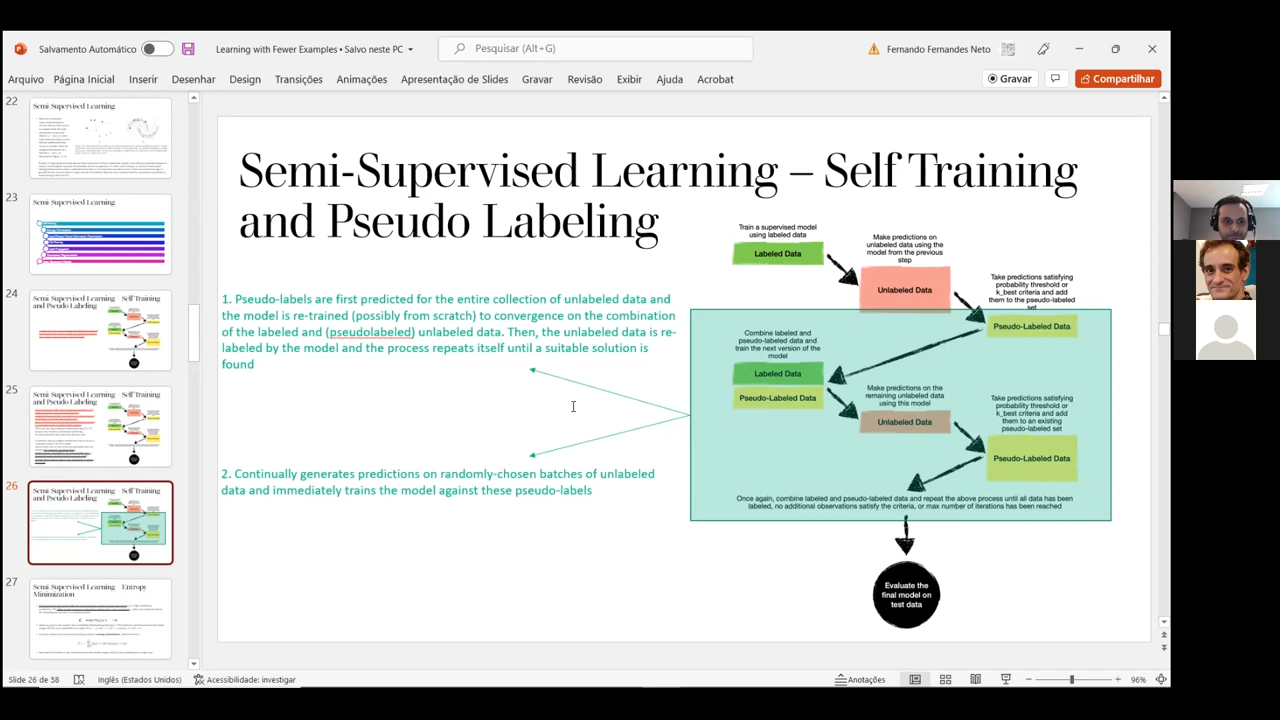 Salvamento Automático
Learning with Fewer Examples • Salvo neste PC
Pesquisar (Alt+G)
Fernando Fernandes Neto
Arquivo
Página Inicial
Inserir
Desenhar
Design
Transições
Animações
Apresentação de Slides
Gravar
Revisão
Exibir
Ajuda
Acrobat
Gravar
Compartilhar
22
Semi Supervised Learning
23
Semi Supervised Learning
24
Semi Supervised Learning Self Training
and Pseudo Labeling
25
Semi Supervised Learning Self Training
and Pseudo Labeling
26
Semi Supervised Learning Self Training
and Pseudo Labeling
27
Semi Supervised Learning Entropy
Minimization
Semi-Supervised Learning – Self Training
and Pseudo Labeling
1. Pseudo-labels are first predicted for the entire collection of unlabeled data and
the model is re-trained (possibly from scratch) to convergence on the combination
of the labeled and (pseudolabeled) unlabeled data. Then, the unlabeled data is re-
labeled by the model and the process repeats itself until a suitable solution is
found
2. Continually generates predictions on randomly-chosen batches of unlabeled
data and immediately trains the model against these pseudo-labels
Train a supervised model
using labeled data
Labeled Data
Make predictions on
unlabeled data using the
model from the previous
step
Unlabeled Data
Take predictions satisfying
probability threshold or
k_best criteria and add
them to the pseudo-labeled
set
Pseudo-Labeled Data
Combine labeled and
pseudo-labeled data and
train the next version of the
model
Labeled Data
Pseudo-Labeled Data
Make predictions on the
remaining unlabeled data
using this model
Unlabeled Data
Take predictions satisfying
probability threshold or
k_best criteria and add
them to an existing
pseudo-labeled set
Pseudo-Labeled Data
Once again, combine labeled and pseudo-labeled data and repeat the above process until all data has been
labeled, no additional observations satisfy the criteria, or max number of iterations has been reached
Evaluate the
final model on
test data
Slide 26 de 58
Inglês (Estados Unidos)
Acessibilidade: investigar
Anotações
96%